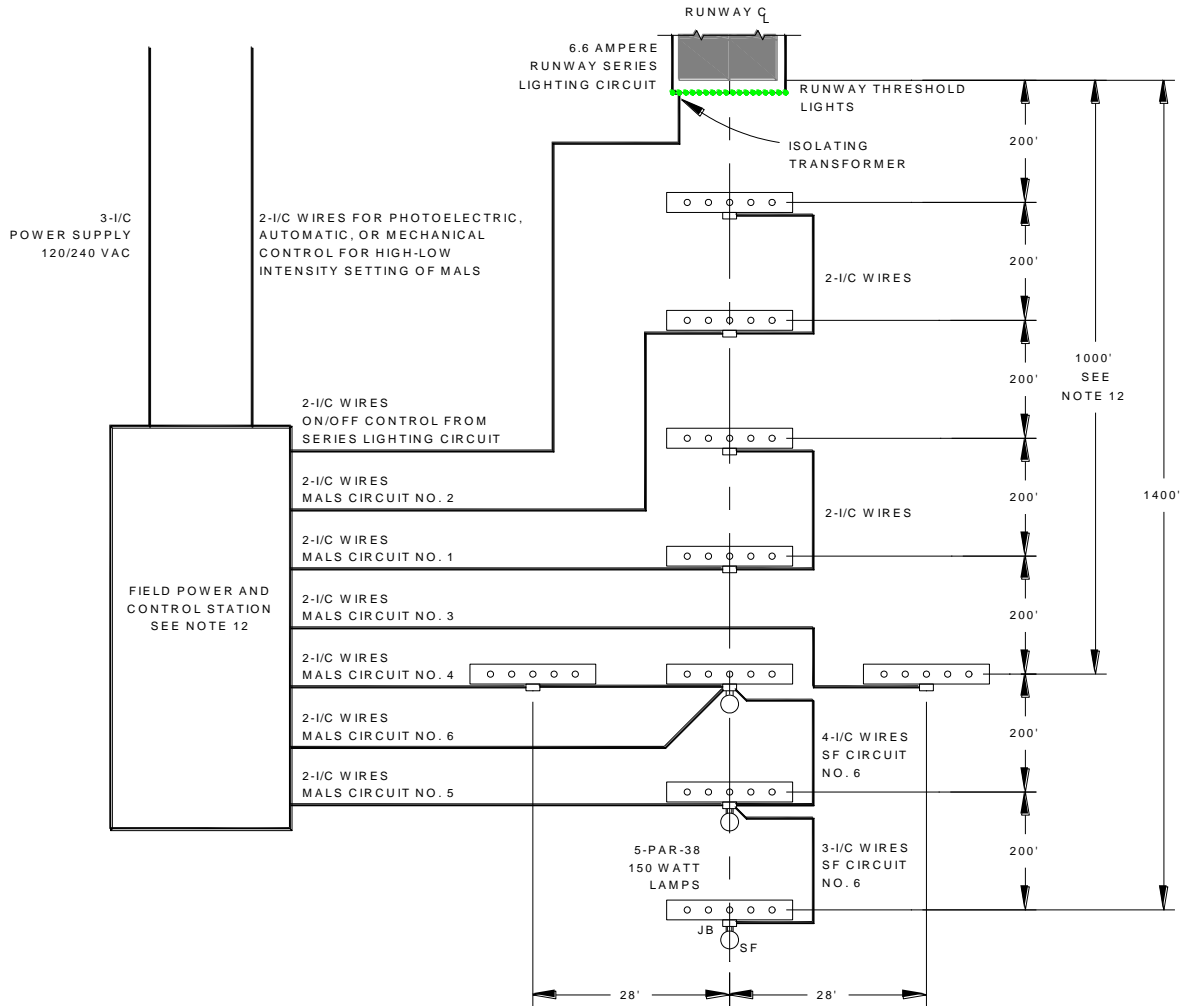 RUNWAY CL
6.6 AMPERE
RUNWAY SERIES
LIGHTING CIRCUIT
RUNWAY THRESHOLD
LIGHTS
ISOLATING
TRANSFORMER
200'
3-I/C
POWER SUPPLY
120/240 VAC
2-I/C WIRES FOR PHOTOELECTRIC,
AUTOMATIC, OR MECHANICAL
CONTROL FOR HIGH-LOW
INTENSITY SETTING OF MALS
200'
2-I/C WIRES
1000'
SEE
NOTE 12
200'
2-I/C WIRES
ON/OFF CONTROL FROM
SERIES LIGHTING CIRCUIT
2-I/C WIRES
MALS CIRCUIT NO. 2
200'
2-I/C WIRES
1400'
2-I/C WIRES
MALS CIRCUIT NO. 1
FIELD POWER AND
CONTROL STATION
SEE NOTE 12
2-I/C WIRES
MALS CIRCUIT NO. 3
200'
2-I/C WIRES
MALS CIRCUIT NO. 4
2-I/C WIRES
MALS CIRCUIT NO. 6
4-I/C WIRES
SF CIRCUIT
NO. 6
200'
2-I/C WIRES
MALS CIRCUIT NO. 5
5-PAR-38
150 WATT
LAMPS
3-I/C WIRES
SF CIRCUIT
NO. 6
200'
JB
SF
28'
28'